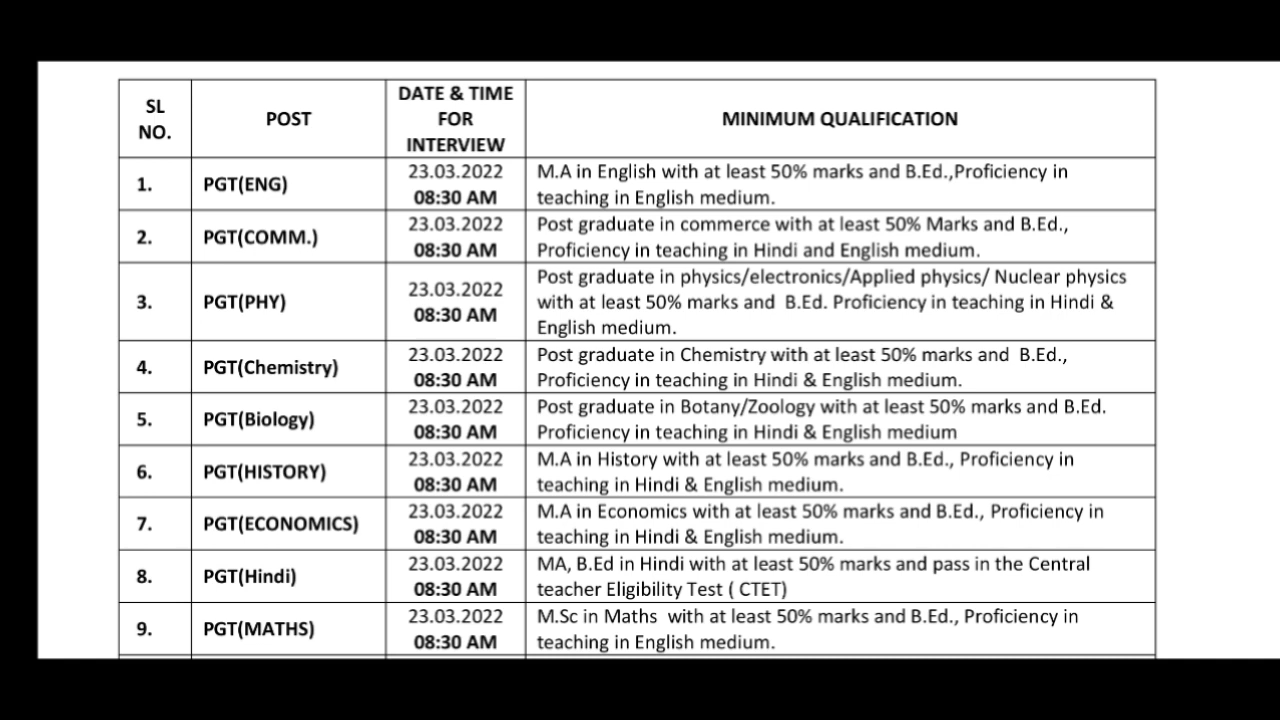 SL NO. POST DATE & TIME FOR INTERVIEW MINIMUM QUALIFICATION
1. PGT(ENG) 23.03.2022 08:30 AM M.A in English with at least 50% marks and B.Ed.,Proficiency in
teaching in English medium.
2. PGT(COMM.) 23.03.2022 08:30 AM Post graduate in commerce with at least 50% Marks and B.Ed.,
Proficiency in teaching in Hindi and English medium.
3. PGT(PHY) 23.03.2022 08:30 AM Post graduate in physics/electronics/Applied physics/ Nuclear physics
with at least 50% marks and B.Ed. Proficiency in teaching in Hindi &
English medium.
4. PGT(Chemistry) 23.03.2022 08:30 AM Post graduate in Chemistry with at least 50% marks and B.Ed.,
Proficiency in teaching in Hindi & English medium.
5. PGT(Biology) 23.03.2022 08:30 AM Post graduate in Botany/Zoology with at least 50% marks and B.Ed.
Proficiency in teaching in Hindi & English medium
6. PGT(HISTORY) 23.03.2022 08:30 AM M.A in History with at least 50% marks and B.Ed., Proficiency in
teaching in Hindi & English medium.
7. PGT(ECONOMICS) 23.03.2022 08:30 AM M.A in Economics with at least 50% marks and B.Ed., Proficiency in
teaching in Hindi & English medium.
8. PGT(Hindi) 23.03.2022 08:30 AM MA, B.Ed in Hindi with at least 50% marks and pass in the Central
teacher Eligibility Test ( CTET)
9. PGT(MATHS) 23.03.2022 08:30 AM M.Sc in Maths with at least 50% marks and B.Ed., Proficiency in
teaching in English medium.